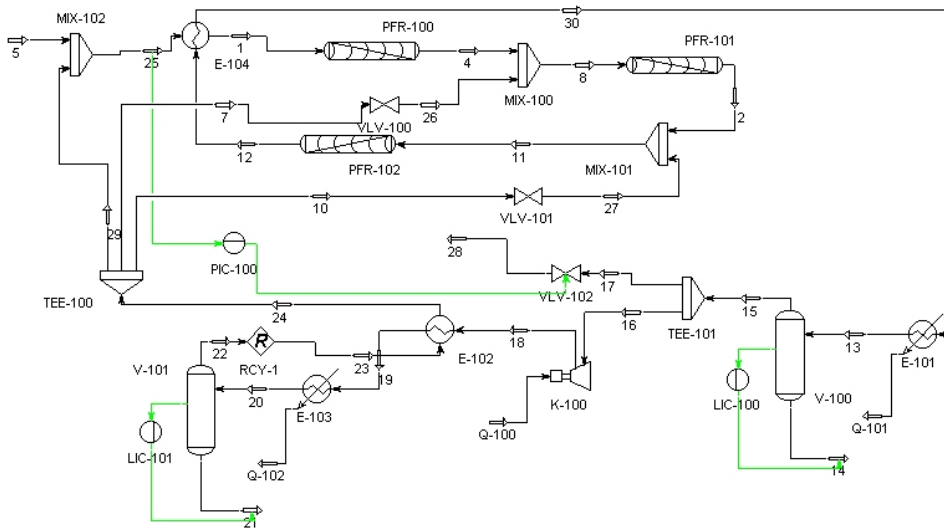 30
MIX-102
PFR-100
PFR-101
5
25
1
4
8
E-104
MIX-100
2
7
26
VLV-100
12
11
PFR-102
MIX-101
10
27
VLV-101
29
28
PIC-100
17
VLV-102
TEE-100
24
15
16
TEE-101
18
13
22
23
19
E-102
E-101
V-101
RCY-1
20
K-100
LIC-100
V-100
E-103
Q-100
Q-101
LIC-101
Q-102
14
21
R